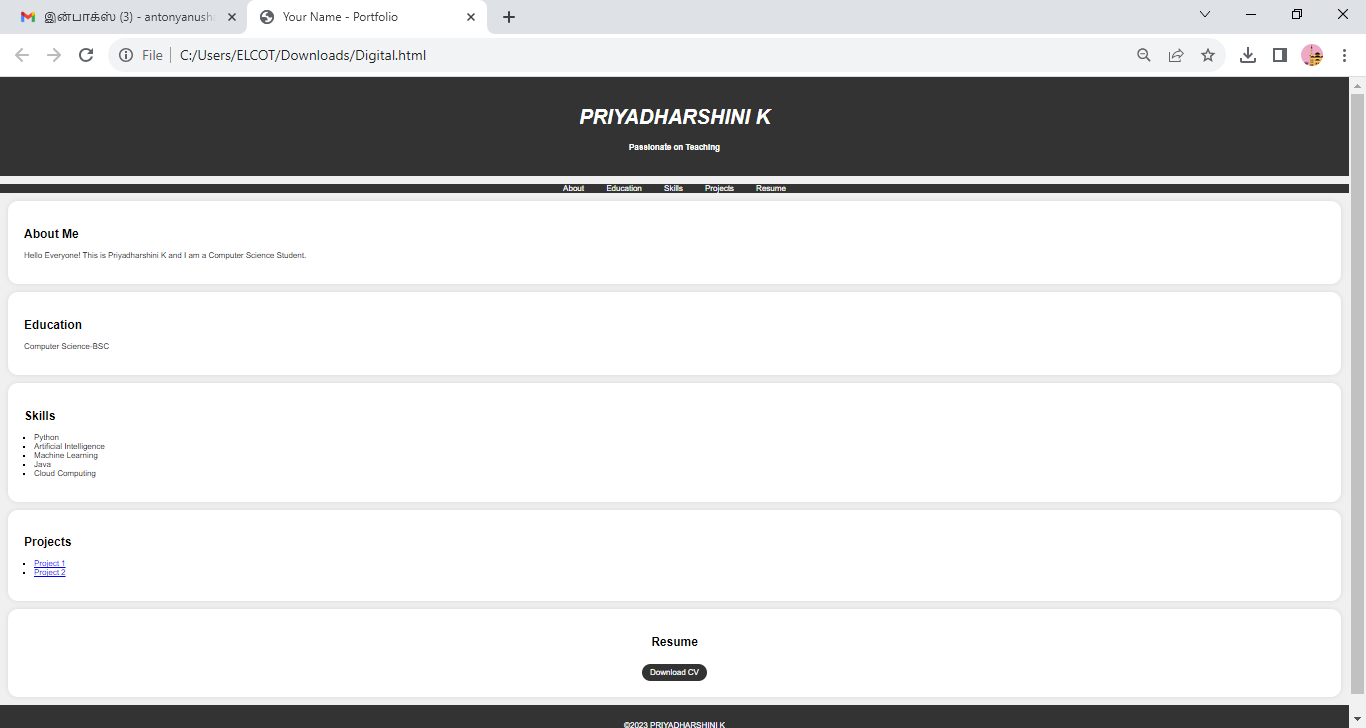 இன்பாக்ஸ் (3) - antonyanush
Your Name - Portfolio
File C:/Users/ELCOT/Downloads/Digital.html
PRIYADHARSHINI K
Passionate on Teaching
About Education Skills Projects Resume
About Me
Hello Everyone! This is Priyadharshini K and I am a Computer Science Student.
Education
Computer Science-BSC
Skills
Python
Artificial Intelligence
Machine Learning
Java
Cloud Computing
Projects
Project 1
Project 2
Resume
Download CV
©2023 PRIYADHARSHINI K